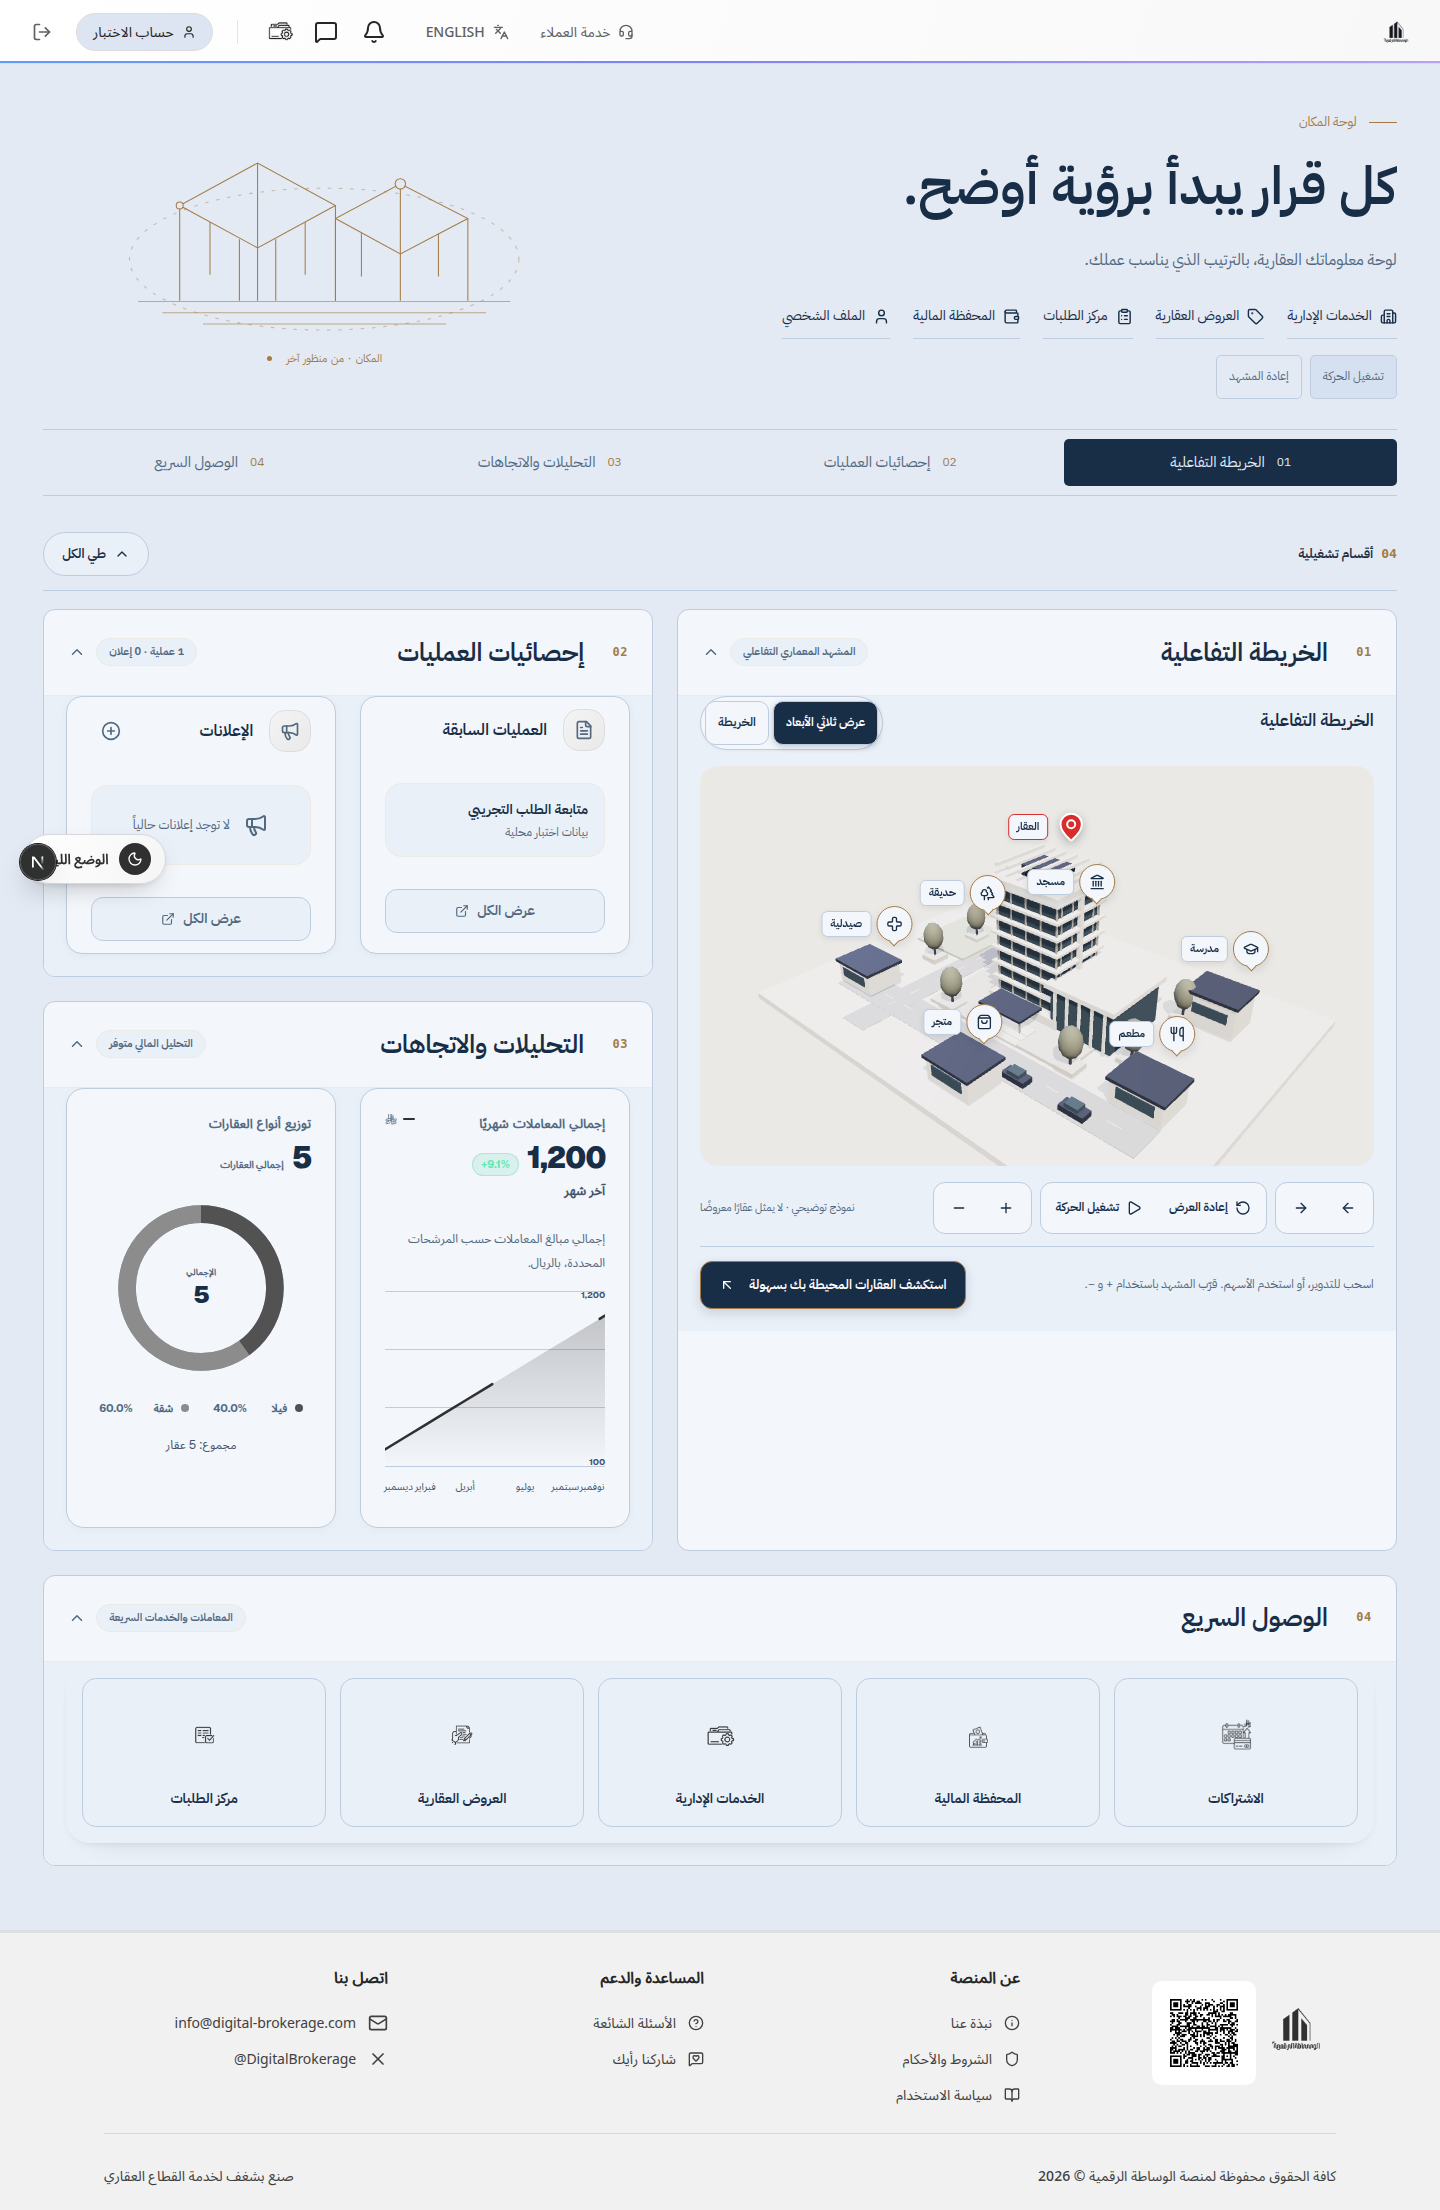 خدمة العملاء
ENGLISH
حساب الاختبار
لوحة المكان
كل قرار يبدأ برؤية أوضح.
لوحة معلوماتك العقارية، بالترتيب الذي يناسب عملك.
الخدمات الإدارية
العروض العقارية
مركز الطلبات
المحفظة المالية
الملف الشخصي
تشغيل الحركة
إعادة المشهد
المكان · من منظور آخر
01 الخريطة التفاعلية
02 إحصائيات العمليات
03 التحليلات والاتجاهات
04 الوصول السريع
04 أقسام تشغيلية
طي الكل
01 الخريطة التفاعلية
المشهد المعماري التفاعلي
الخريطة التفاعلية
عرض ثلاثي الأبعاد
الخريطة
العقار
مسجد
حديقة
صيدلية
مدرسة
متجر
مطعم
إعادة العرض
تشغيل الحركة
نموذج توضيحي · لا يمثل عقارًا معروضًا
اسحب للتدوير، أو استخدم الأسهم. قرّب المشهد باستخدام + و −.
استكشف العقارات المحيطة بك بسهولة
02 إحصائيات العمليات
1 عملية · 0 إعلان
العمليات السابقة
متابعة الطلب التجريبي
بيانات اختبار محلية
عرض الكل
الإعلانات
لا توجد إعلانات حالياً
عرض الكل
الوضع اللي
N
03 التحليلات والاتجاهات
التحليل المالي متوفر
إجمالي المعاملات شهريًا
1,200
+9.1%
آخر شهر
إجمالي مبالغ المعاملات حسب المرشحات
المحددة، بالريال.
1,200
100
نوفمبر
سبتمبر
يوليو
أبريل
فبراير
ديسمبر
توزيع أنواع العقارات
5 إجمالي العقارات
الإجمالي
5
فيلا 40.0%
شقة 60.0%
مجموع: 5 عقار
04 الوصول السريع
المعاملات والخدمات السريعة
الاشتراكات
المحفظة المالية
الخدمات الإدارية
العروض العقارية
مركز الطلبات
عن المنصة
نبذة عنا
الشروط والأحكام
سياسة الاستخدام
المساعدة والدعم
الأسئلة الشائعة
شاركنا رأيك
اتصل بنا
info@digital-brokerage.com
@DigitalBrokerage
كافة الحقوق محفوظة لمنصة الوساطة الرقمية © 2026
صنع بشغف لخدمة القطاع العقاري